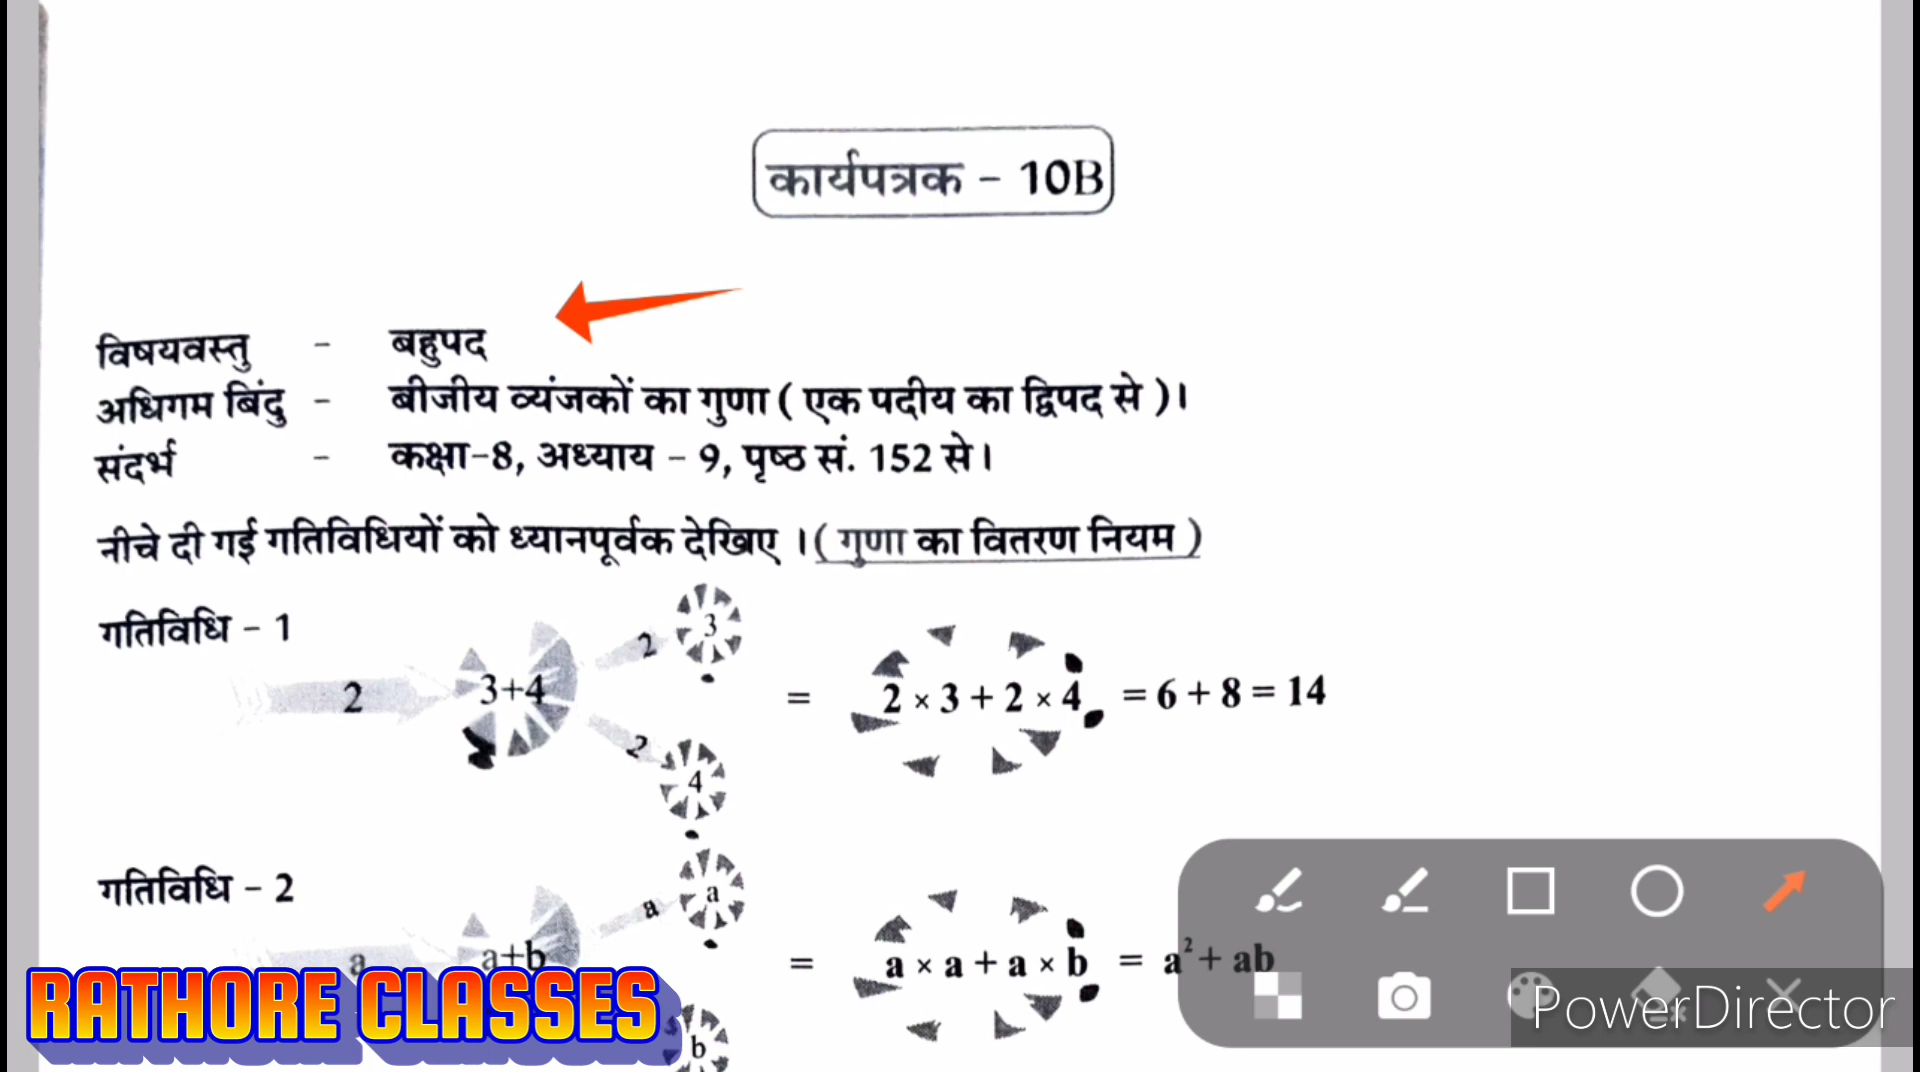 कार्यपत्रक - 10B
विषयवस्तु - बहुपद
अधिगम बिंदु - बीजीय व्यंजकों का गुणा ( एक पदीय का द्विपद से )।
संदर्भ - कक्षा-8, अध्याय - 9, पृष्ठ सं. 152 से।
नीचे दी गई गतिविधियों को ध्यानपूर्वक देखिए । ( गुणा का वितरण नियम )
गतिविधि - 1
2 3+4 2 3 2 4 = 2 × 3 + 2 × 4 = 6 + 8 = 14
गतिविधि - 2
a a+b a a b = a × a + a × b = a² + ab
RATHORE CLASSES
PowerDirector